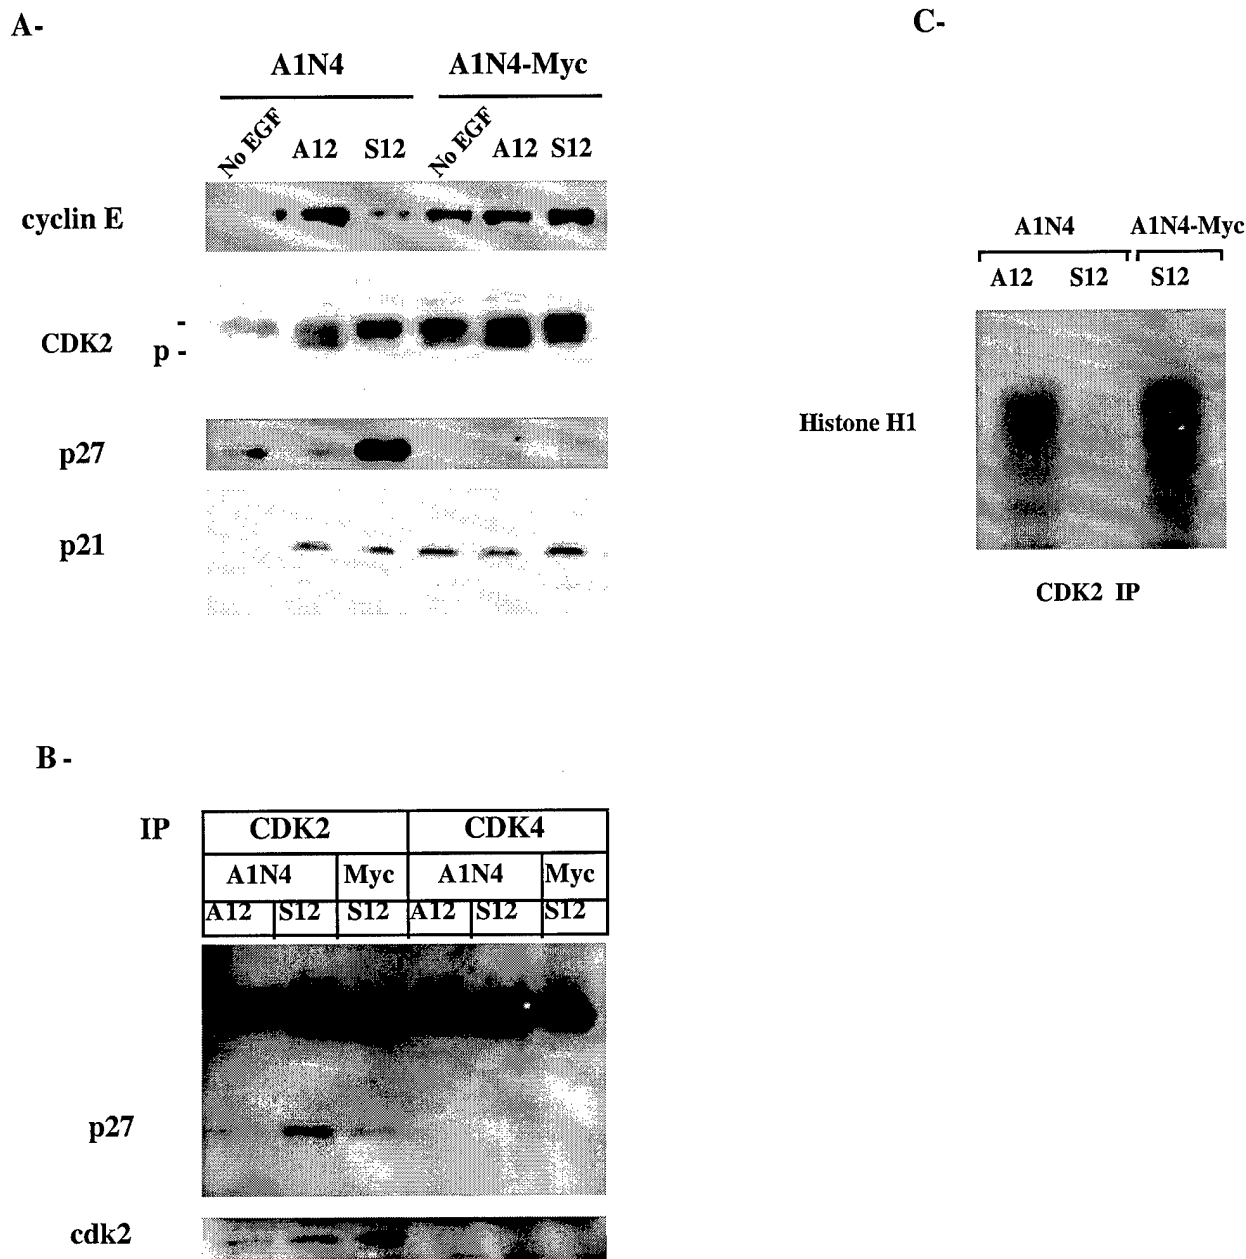 A-
A1N4 A1N4-Myc
No EGF A12 S12 No EGF A12 S12
cyclin E
-
CDK2 p -
p27
p21
C-
A1N4 A1N4-Myc
A12 S12 S12
Histone H1
CDK2 IP
B -
IP CDK2 CDK4
A1N4 Myc A1N4 Myc
A12 S12 S12 A12 S12 S12
p27
cdk2